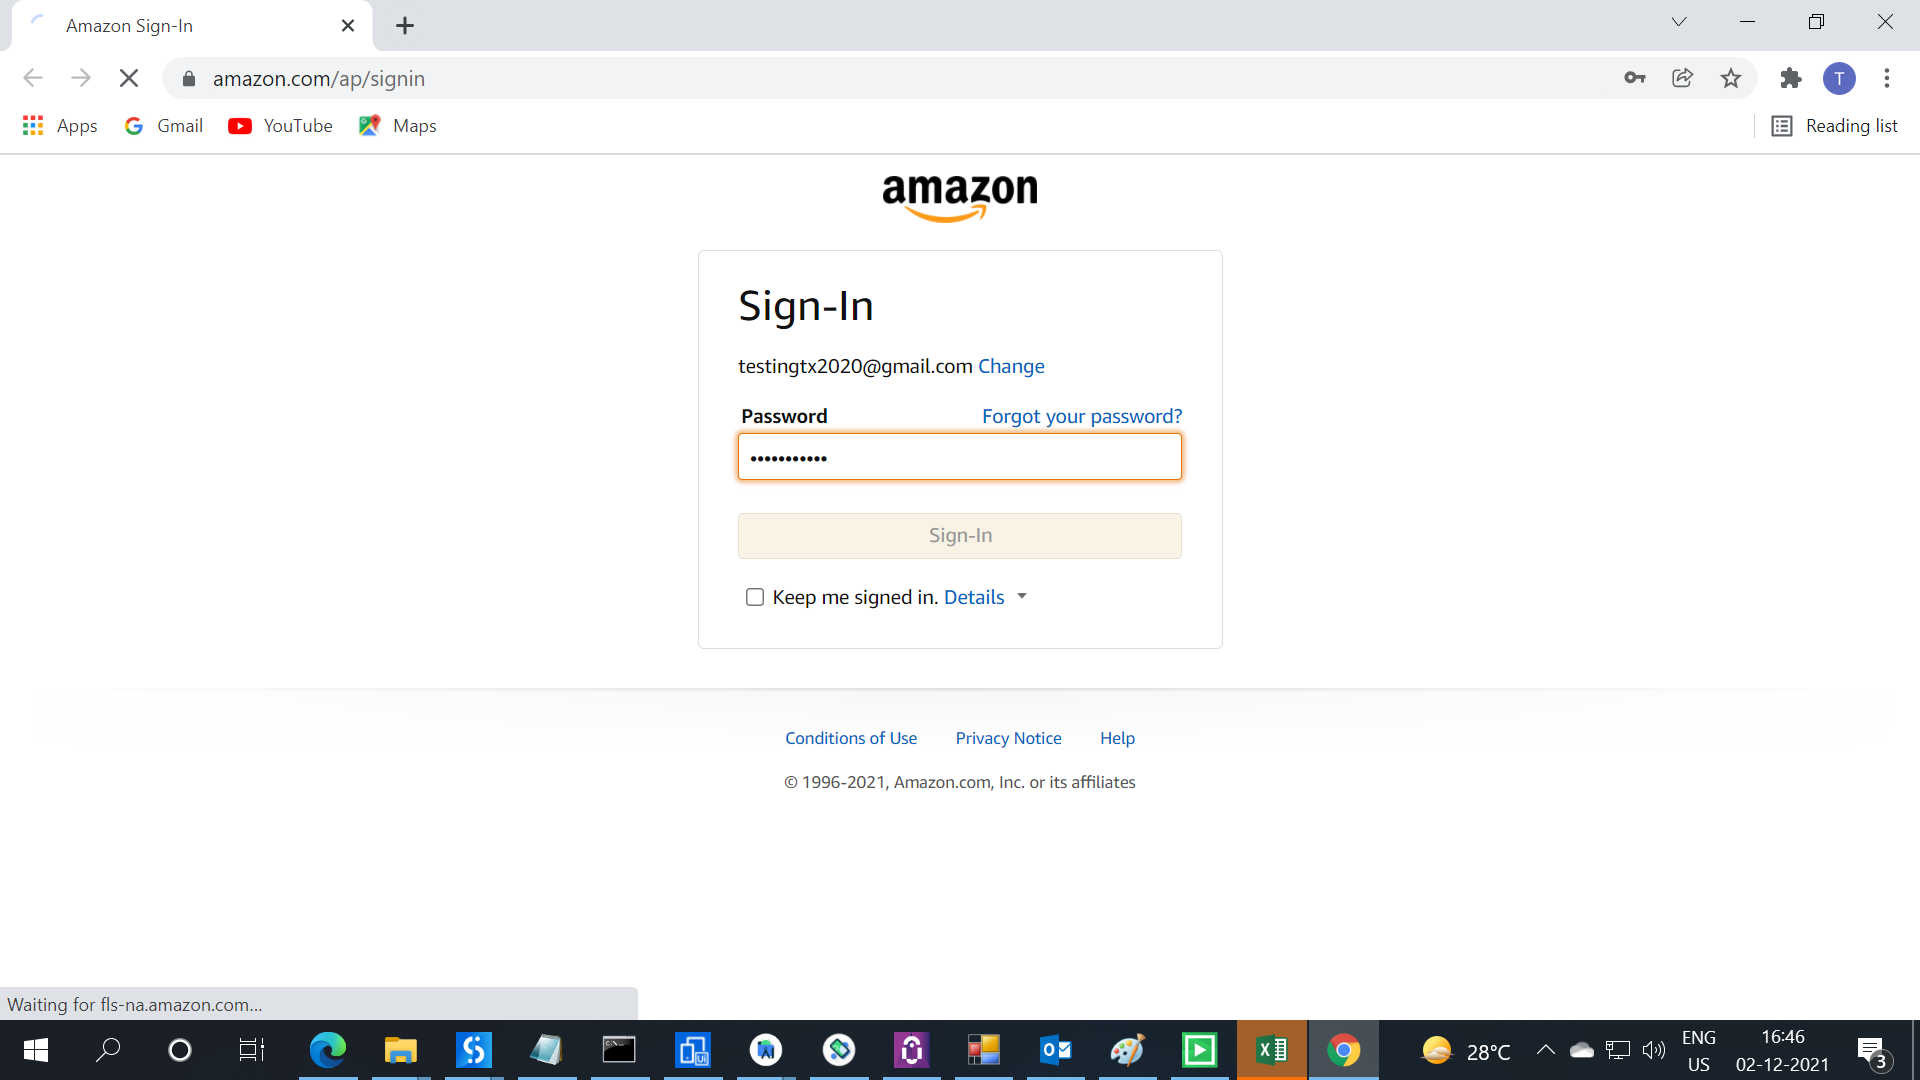 Amazon Sign-In
amazon.com/ap/signin
T
Apps Gmail YouTube Maps Reading list
amazon
Sign-In
testingtx2020@gmail.com Change
Password Forgot your password?
•••••••••••
Sign-In
Keep me signed in. Details
Conditions of Use Privacy Notice Help
© 1996-2021, Amazon.com, Inc. or its affiliates
Waiting for fls-na.amazon.com...
28°C
ENG
US
16:46
02-12-2021
3